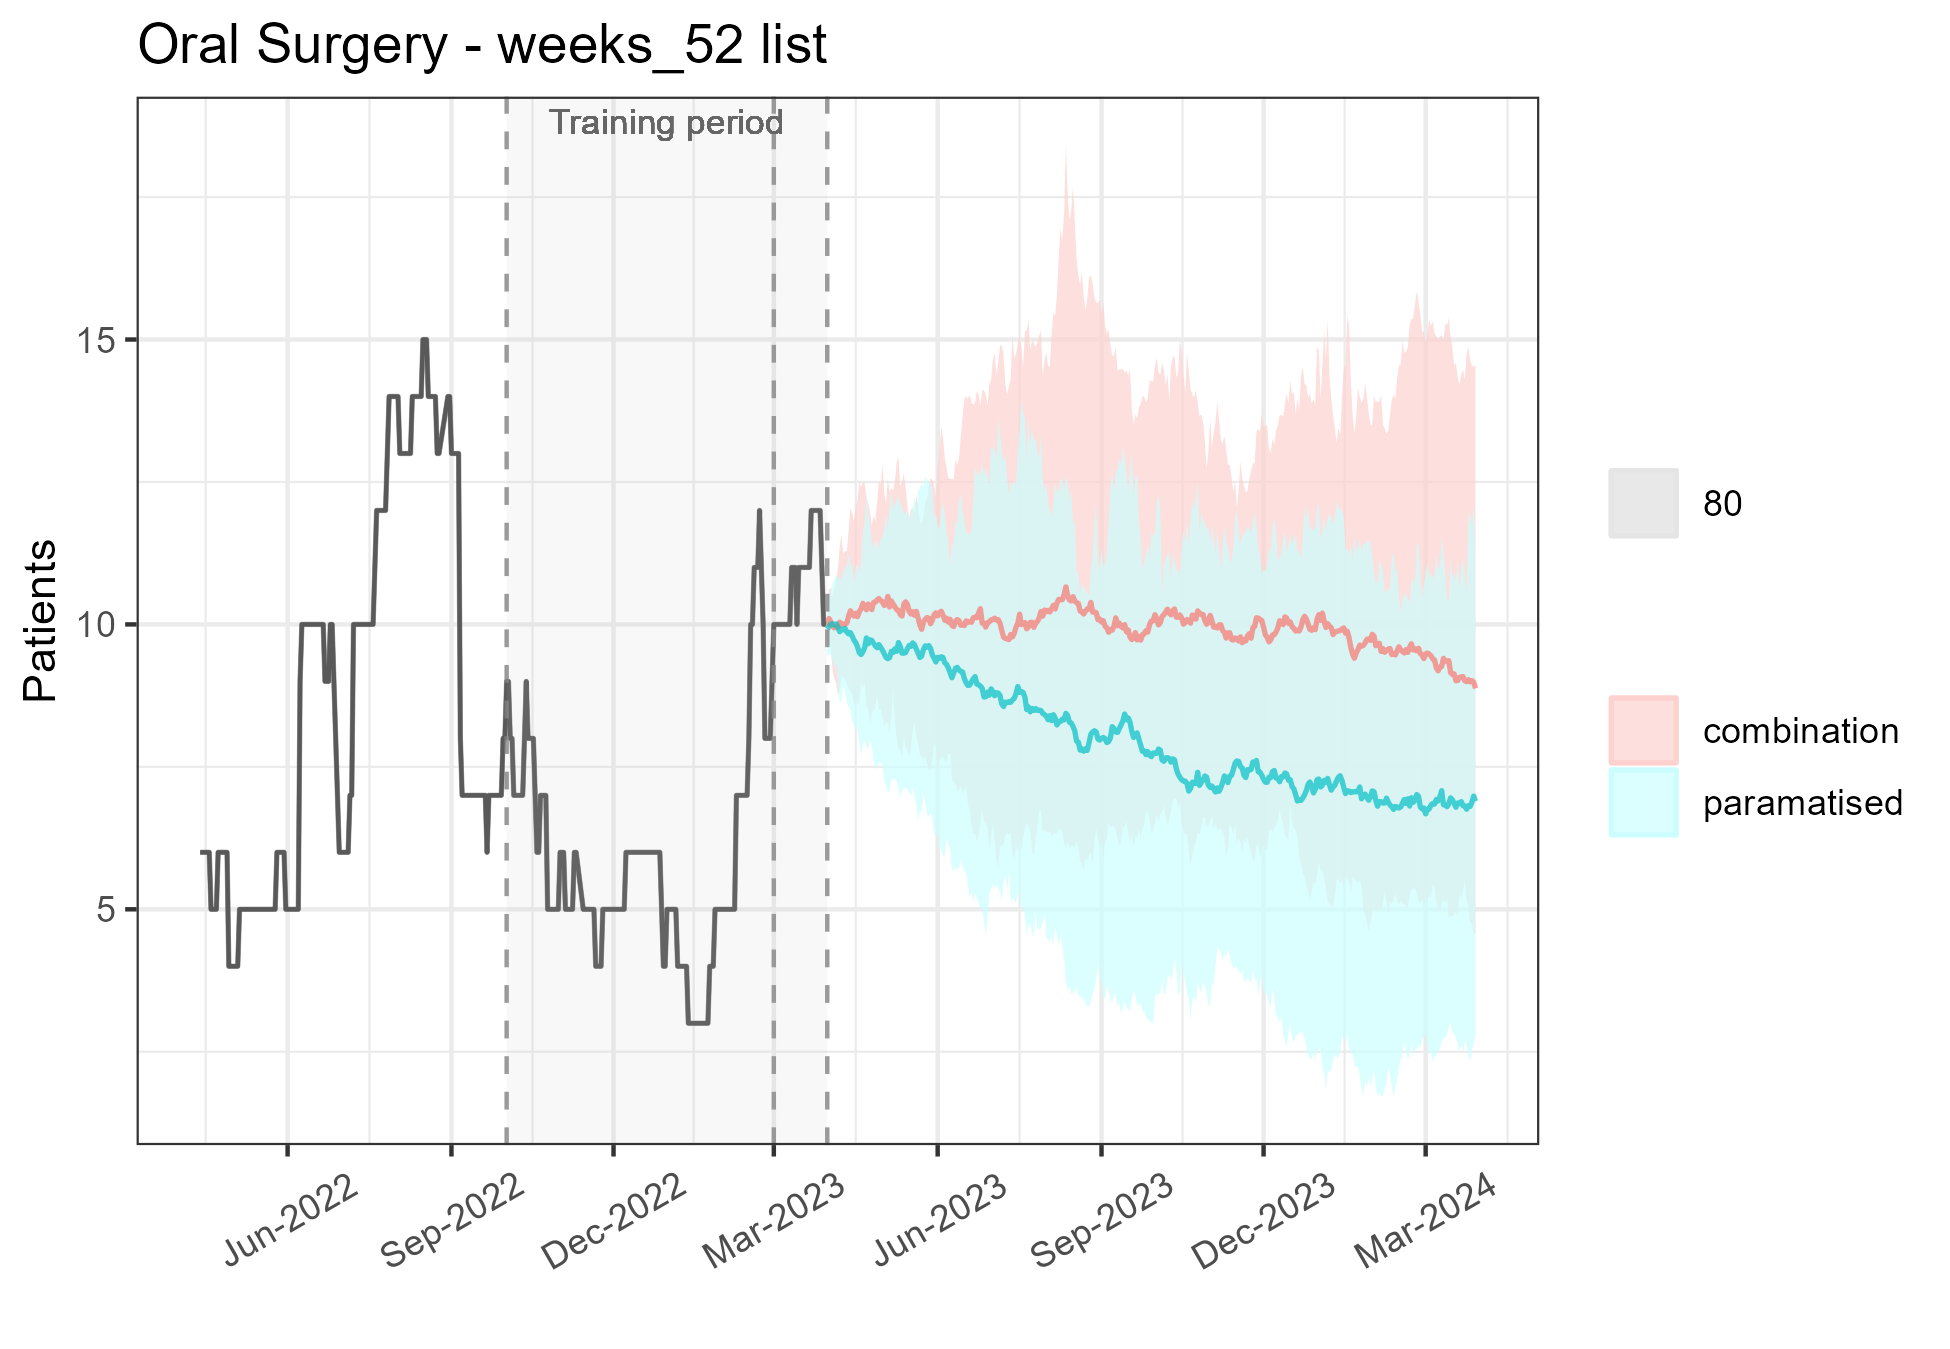 Oral Surgery - weeks_52 list
Training period
Patients
15
10
5
Jun-2022
Sep-2022
Dec-2022
Mar-2023
Jun-2023
Sep-2023
Dec-2023
Mar-2024
80
combination
paramatised